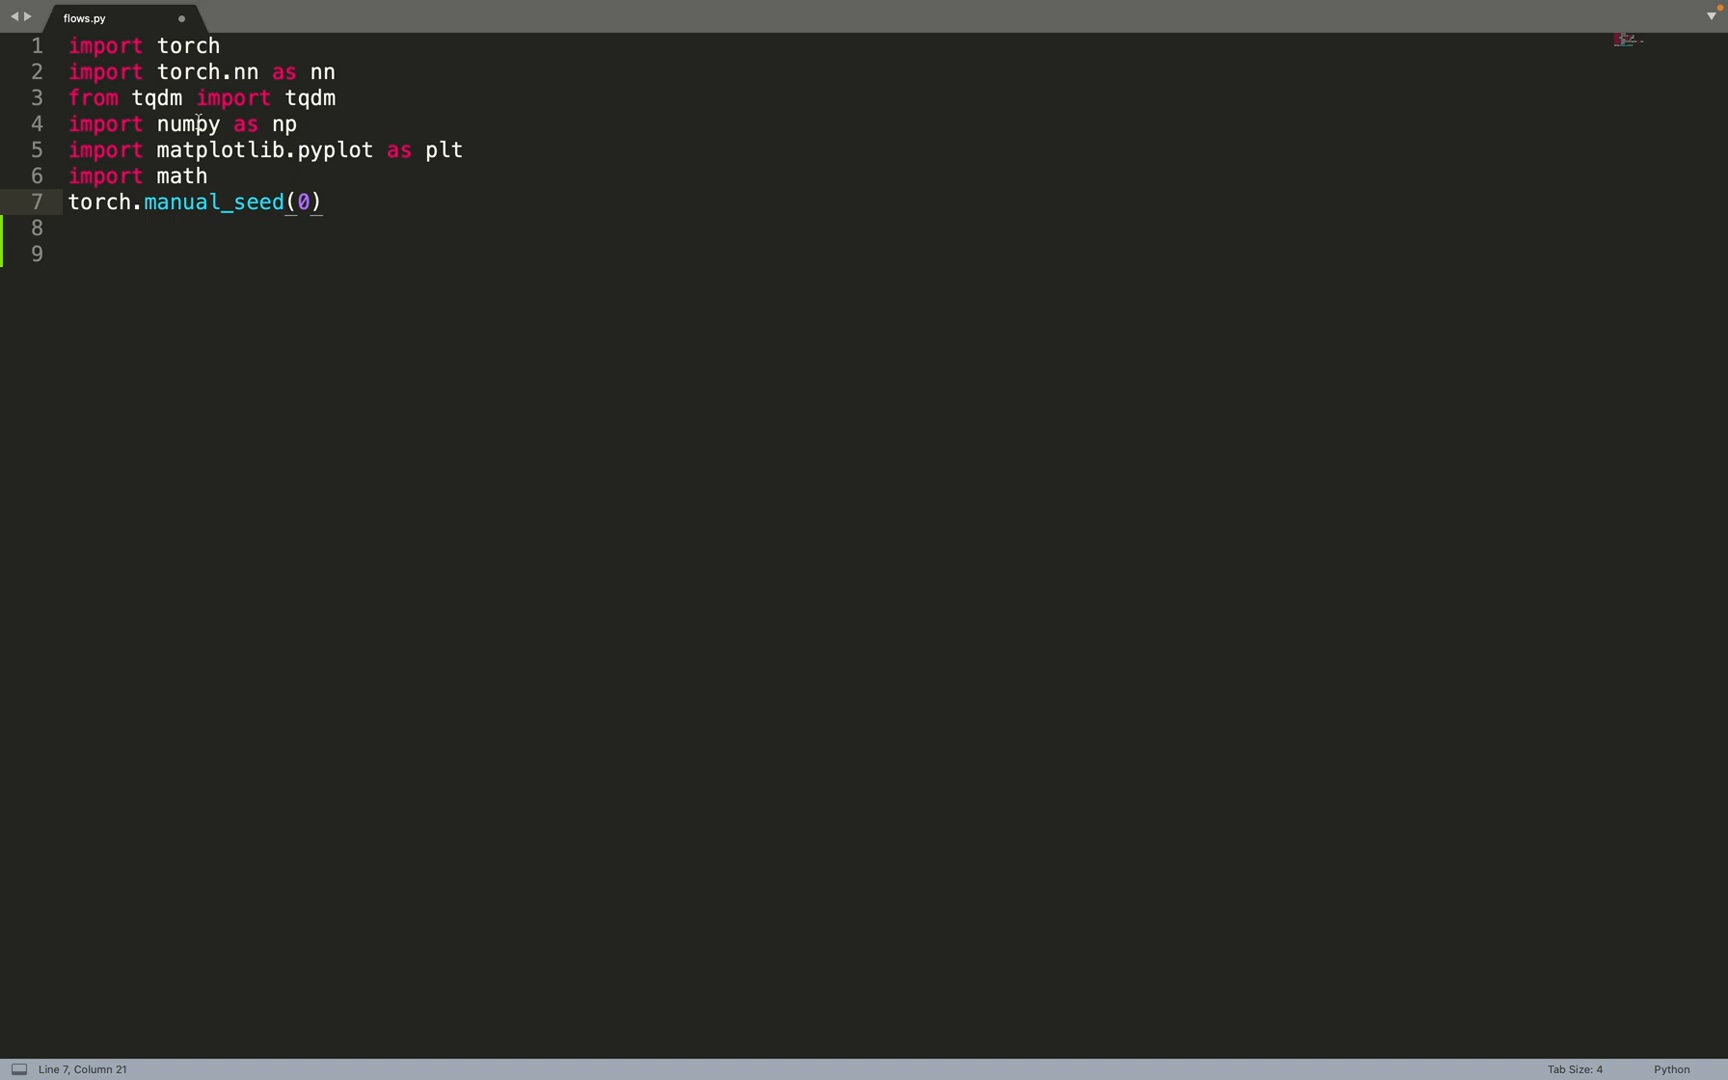 flows.py
1 import torch
2 import torch.nn as nn
3 from tqdm import tqdm
4 import numpy as np
5 import matplotlib.pyplot as plt
6 import math
7 torch.manual_seed(0)
8
9
Line 7, Column 21 Tab Size: 4 Python